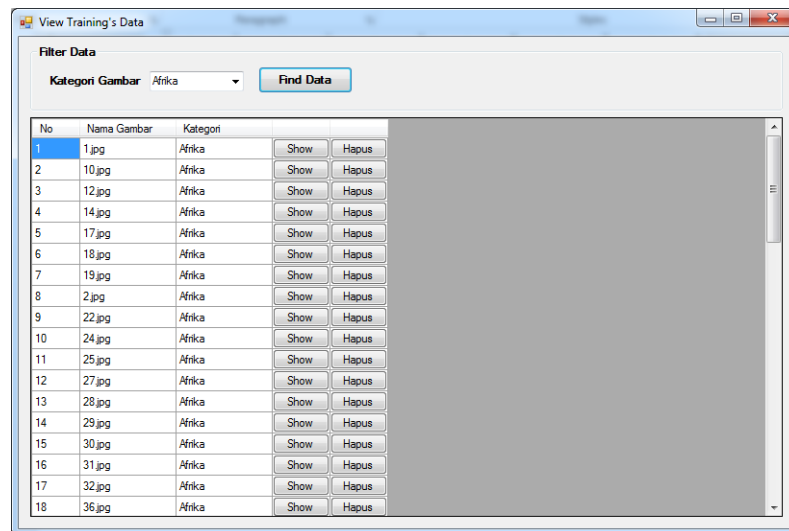 View Training's Data
Filter Data
Kategori Gambar Afrika Find Data
No Nama Gambar Kategori
1 1.jpg Afrika Show Hapus
2 10.jpg Afrika Show Hapus
3 12.jpg Afrika Show Hapus
4 14.jpg Afrika Show Hapus
5 17.jpg Afrika Show Hapus
6 18.jpg Afrika Show Hapus
7 19.jpg Afrika Show Hapus
8 2.jpg Afrika Show Hapus
9 22.jpg Afrika Show Hapus
10 24.jpg Afrika Show Hapus
11 25.jpg Afrika Show Hapus
12 27.jpg Afrika Show Hapus
13 28.jpg Afrika Show Hapus
14 29.jpg Afrika Show Hapus
15 30.jpg Afrika Show Hapus
16 31.jpg Afrika Show Hapus
17 32.jpg Afrika Show Hapus
18 36.jpg Afrika Show Hapus